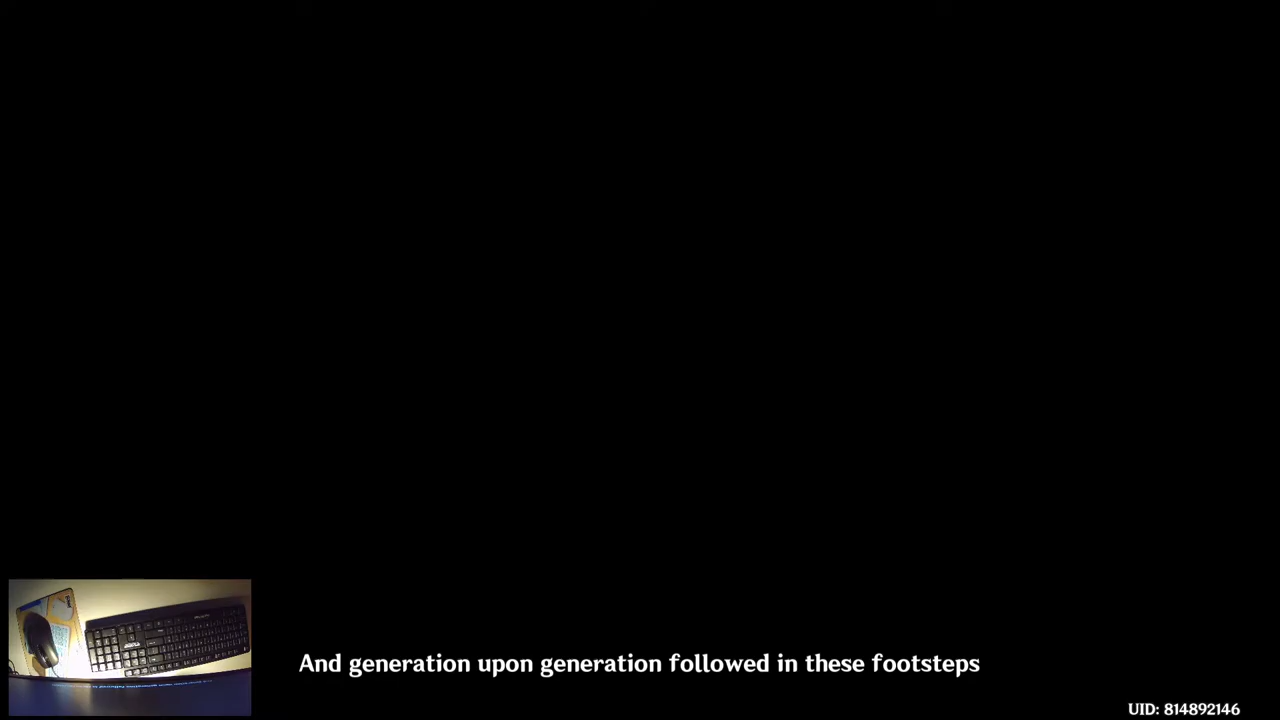 And generation upon generation followed in these footsteps
UID: 814892146